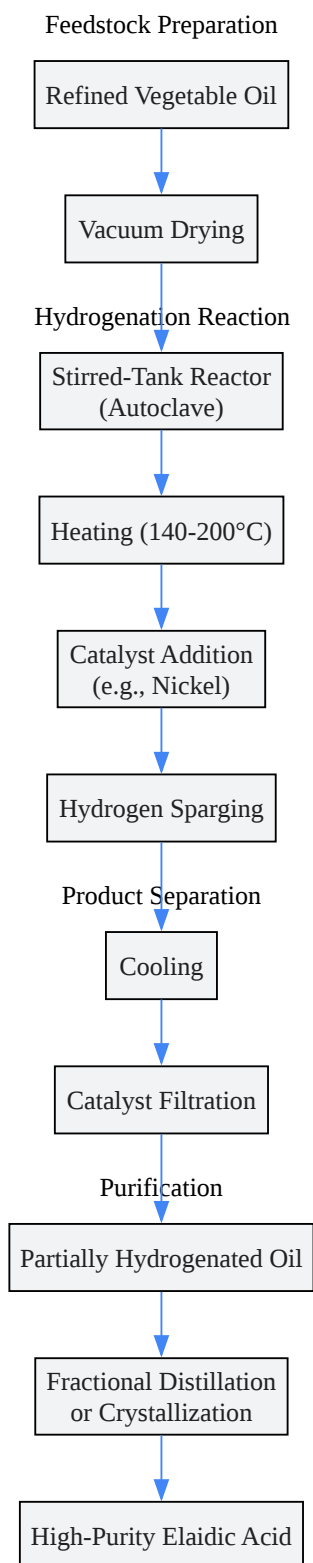 Feedstock Preparation
Refined Vegetable Oil
Vacuum Drying
Hydrogenation Reaction
Stirred-Tank Reactor
(Autoclave)
Heating (140-200°C)
Catalyst Addition
(e.g., Nickel)
Hydrogen Sparging
Product Separation
Cooling
Catalyst Filtration
Purification
Partially Hydrogenated Oil
Fractional Distillation
or Crystallization
High-Purity Elaidic Acid